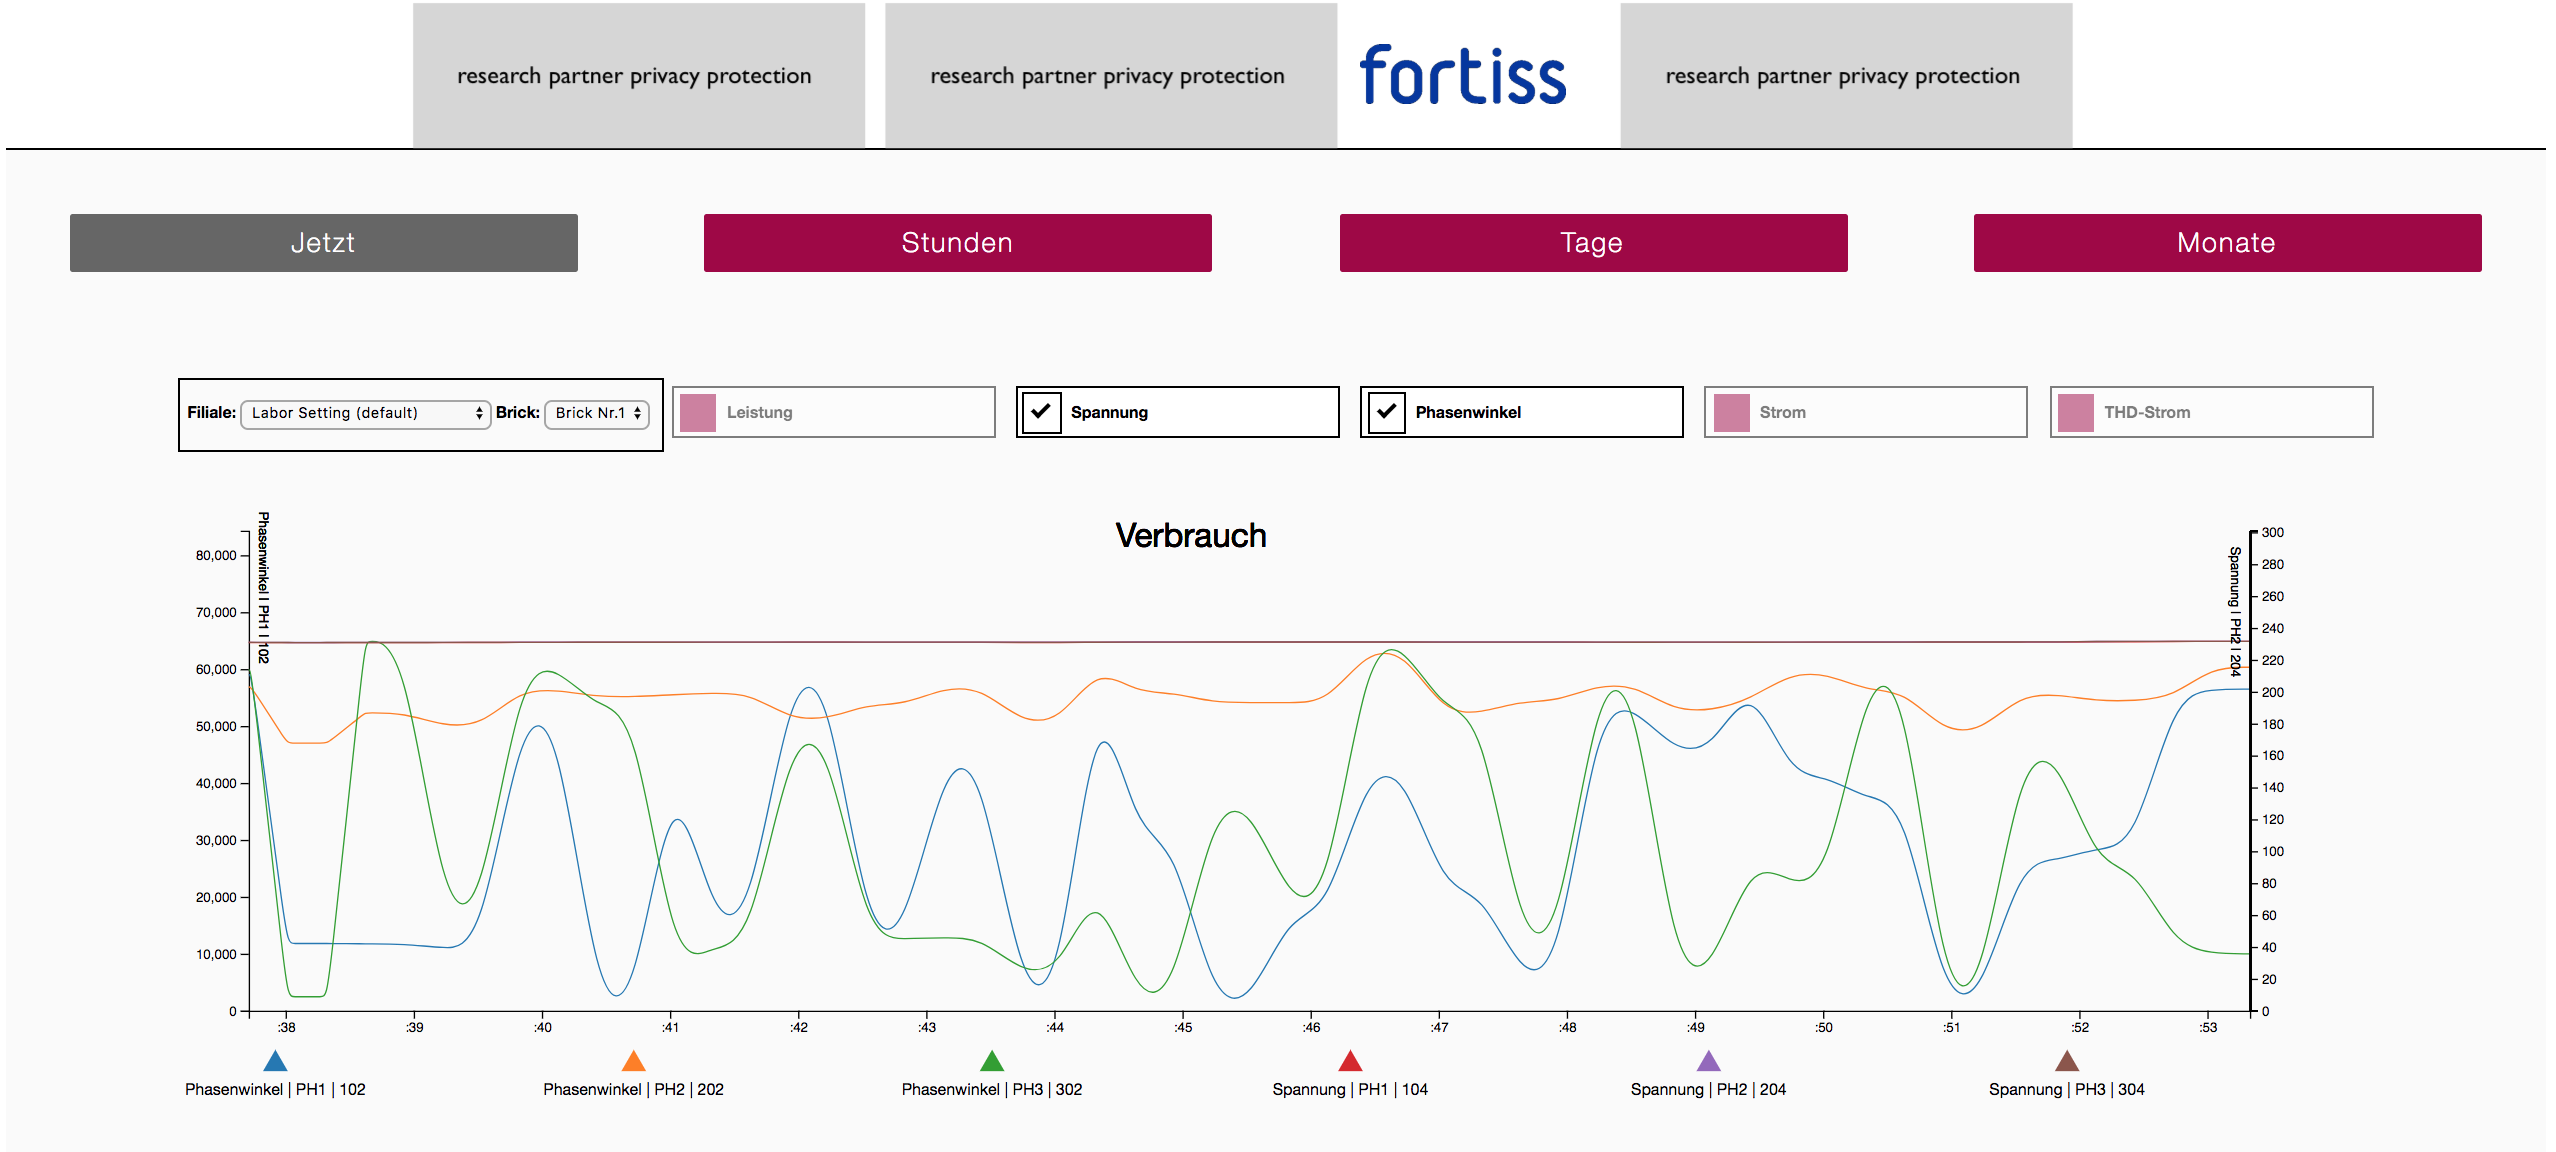 research partner privacy protection
research partner privacy protection
fortiss
research partner privacy protection
Jetzt
Stunden
Tage
Monate
Filiale:
Labor Setting (default)
Brick:
Brick Nr.1
Leistung
Spannung
Phasenwinkel
Strom
THD-Strom
Verbrauch
Phasenwinkel | PH1 | 102
80,000
70,000
60,000
50,000
40,000
30,000
20,000
10,000
0
Spannung | PH2 | 204
300
280
260
240
220
200
180
160
140
120
100
80
60
40
20
0
:38
:39
:40
:41
:42
:43
:44
:45
:46
:47
:48
:49
:50
:51
:52
:53
Phasenwinkel | PH1 | 102
Phasenwinkel | PH2 | 202
Phasenwinkel | PH3 | 302
Spannung | PH1 | 104
Spannung | PH2 | 204
Spannung | PH3 | 304